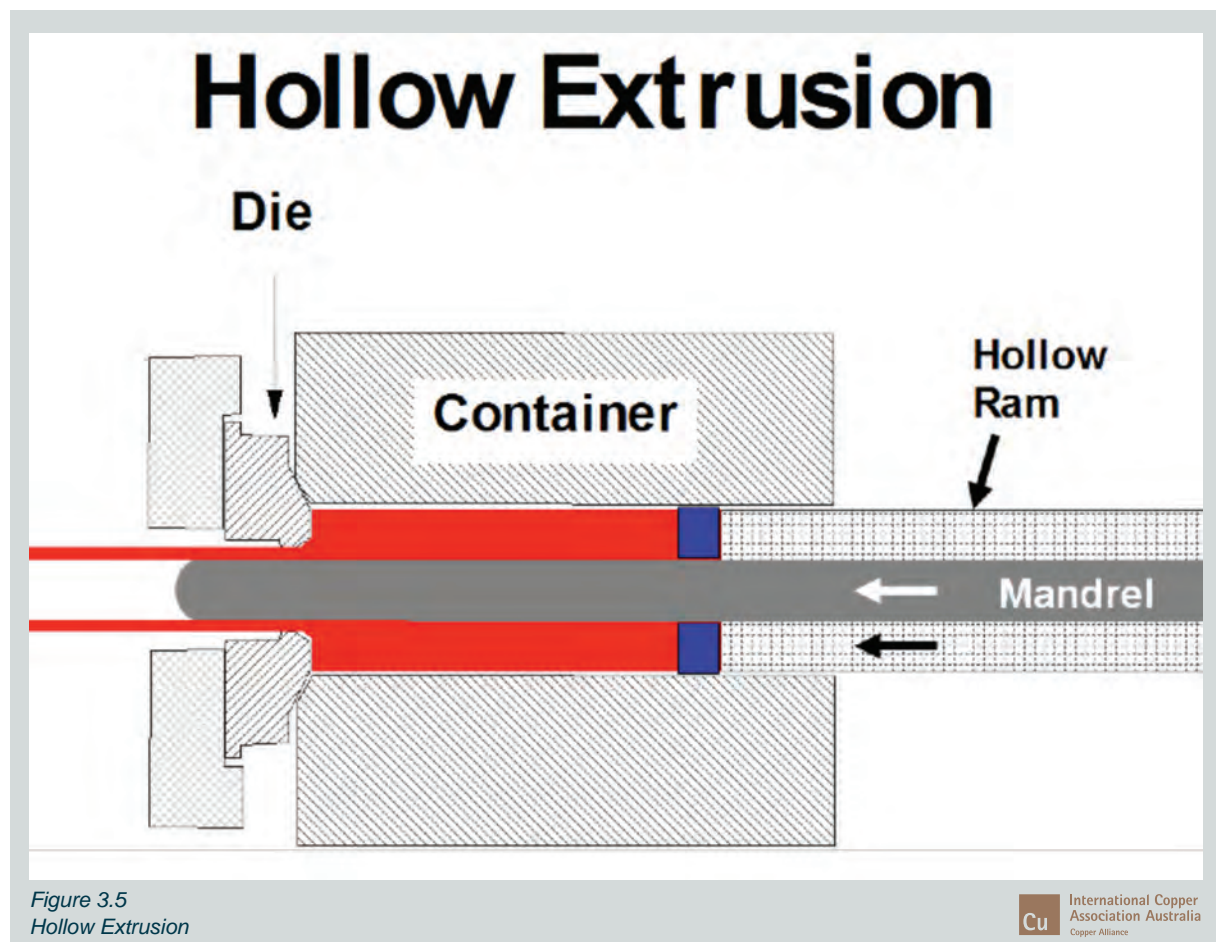 Hollow Extrusion
Die
Hollow
Ram
Container
Mandrel
Figure 3.5
Hollow Extrusion
Cu
International Copper
Association Australia
Copper Alliance